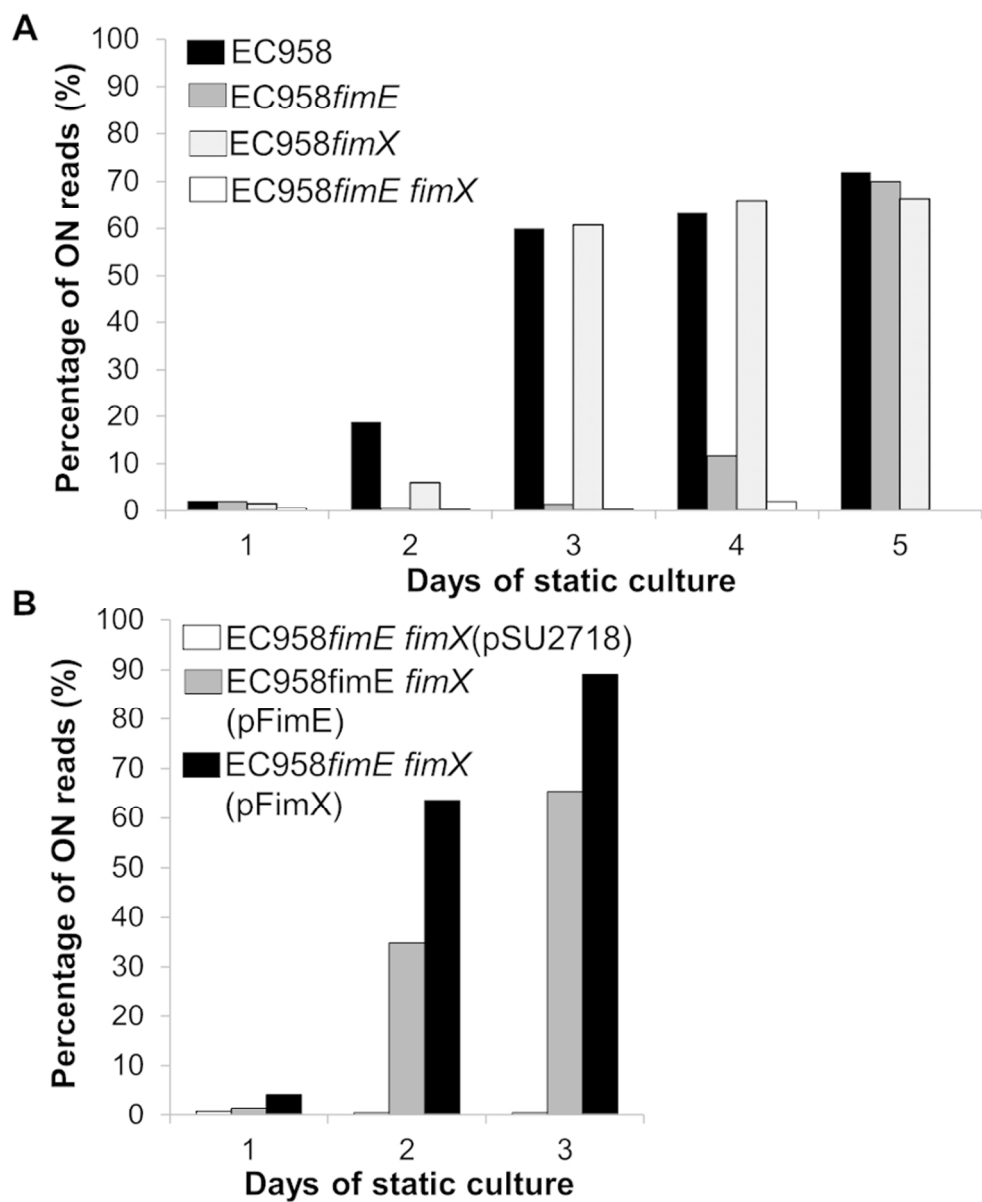 A
Percentage of ON reads (%)
100
90
80
70
60
50
40
30
20
10
0
EC958
EC958fimE
EC958fimX
EC958fimE fimX
1 2 3 4 5
Days of static culture
B
Percentage of ON reads (%)
100
90
80
70
60
50
40
30
20
10
0
EC958fimE fimX(pSU2718)
EC958fimE fimX
(pFimE)
EC958fimE fimX
(pFimX)
1 2 3
Days of static culture